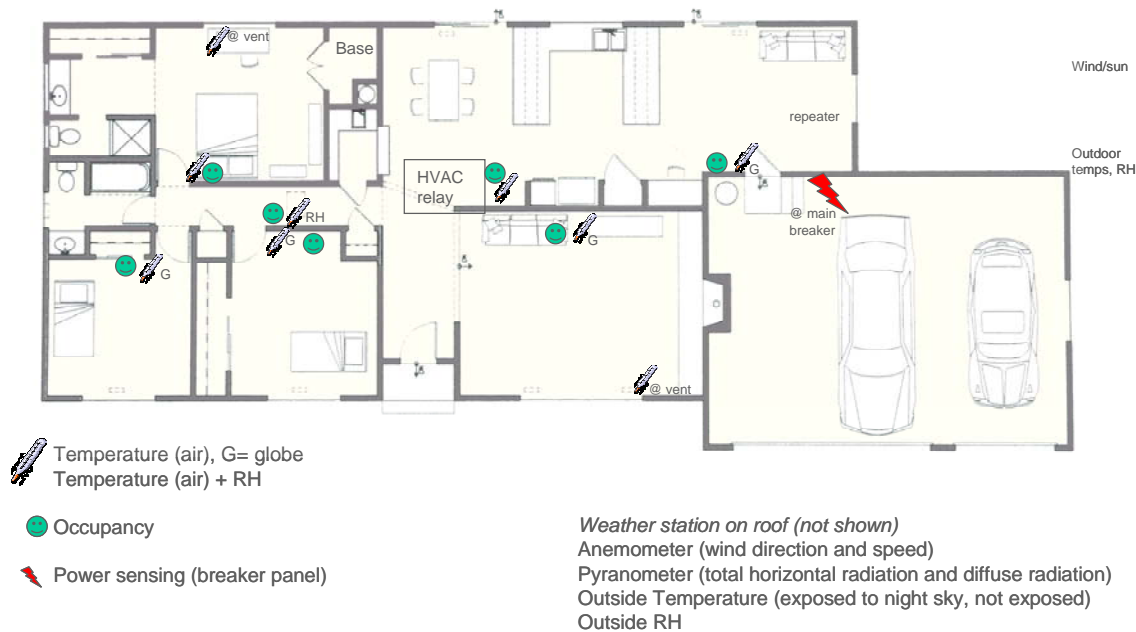 @ vent
Base
Wind/sun
repeater
Outdoor
temps, RH
G
HVAC
relay
RH
@ main
breaker
G
G
G
@ vent
Temperature (air), G= globe
Temperature (air) + RH
Occupancy
Power sensing (breaker panel)
Weather station on roof (not shown)
Anemometer (wind direction and speed)
Pyranometer (total horizontal radiation and diffuse radiation)
Outside Temperature (exposed to night sky, not exposed)
Outside RH